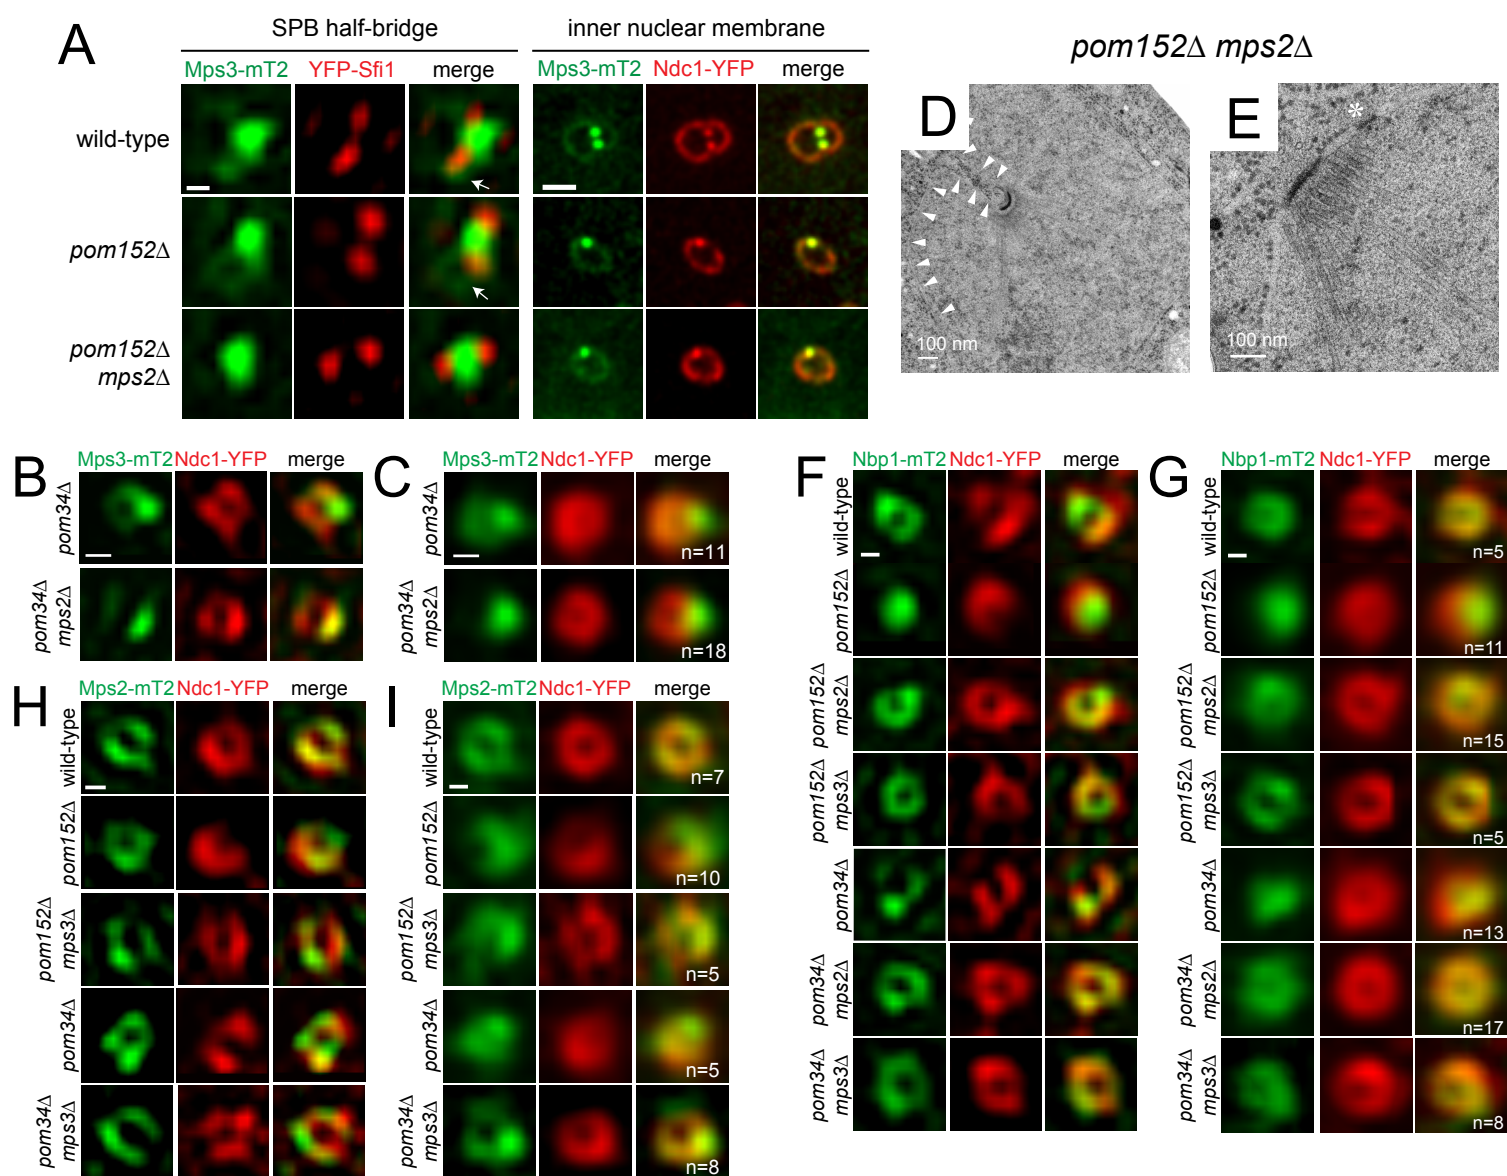 A
SPB half-bridge
inner nuclear membrane
Mps3-mT2 YFP-Sfi1 merge
Mps3-mT2 Ndc1-YFP merge
wild-type
pom152Δ
pom152Δ
mps2Δ
pom152Δ mps2Δ
D
100 nm
E
*
100 nm
B
Mps3-mT2 Ndc1-YFP merge
pom34Δ
pom34Δ
mps2Δ
C
Mps3-mT2 Ndc1-YFP merge
pom34Δ
n=11
pom34Δ
mps2Δ
n=18
F
Nbp1-mT2 Ndc1-YFP merge
wild-type
pom152Δ
pom152Δ
mps2Δ
pom152Δ
mps3Δ
pom34Δ
pom34Δ
mps2Δ
pom34Δ
mps3Δ
G
Nbp1-mT2 Ndc1-YFP merge
wild-type
n=5
pom152Δ
n=11
pom152Δ
mps2Δ
n=15
pom152Δ
mps3Δ
n=5
pom34Δ
n=13
pom34Δ
mps2Δ
n=17
pom34Δ
mps3Δ
n=8
H
Mps2-mT2 Ndc1-YFP merge
wild-type
pom152Δ
pom152Δ
mps3Δ
pom34Δ
pom34Δ
mps3Δ
I
Mps2-mT2 Ndc1-YFP merge
wild-type
n=7
pom152Δ
n=10
pom152Δ
mps3Δ
n=5
pom34Δ
n=5
pom34Δ
mps3Δ
n=8